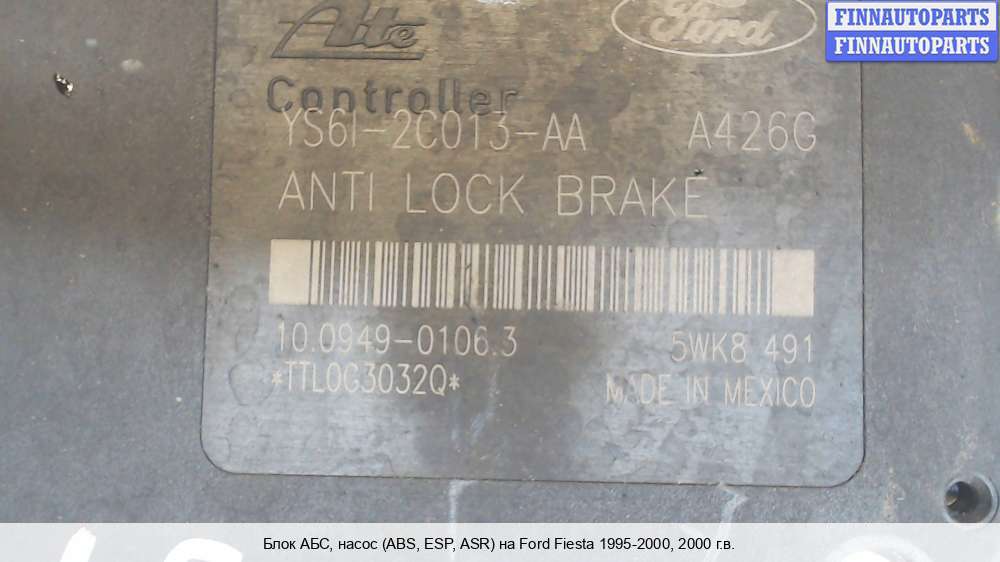 FINNAUTOPARTS
FINNAUTOPARTS
Ate
Ford
Controller
YS6I-2C013-AA A426G
ANTI LOCK BRAKE
10.0949-0106.3 5WK8 491
*TTL0G3032Q* MADE IN MEXICO
Блок АБС, насос (ABS, ESP, ASR) на Ford Fiesta 1995-2000, 2000 г.в.